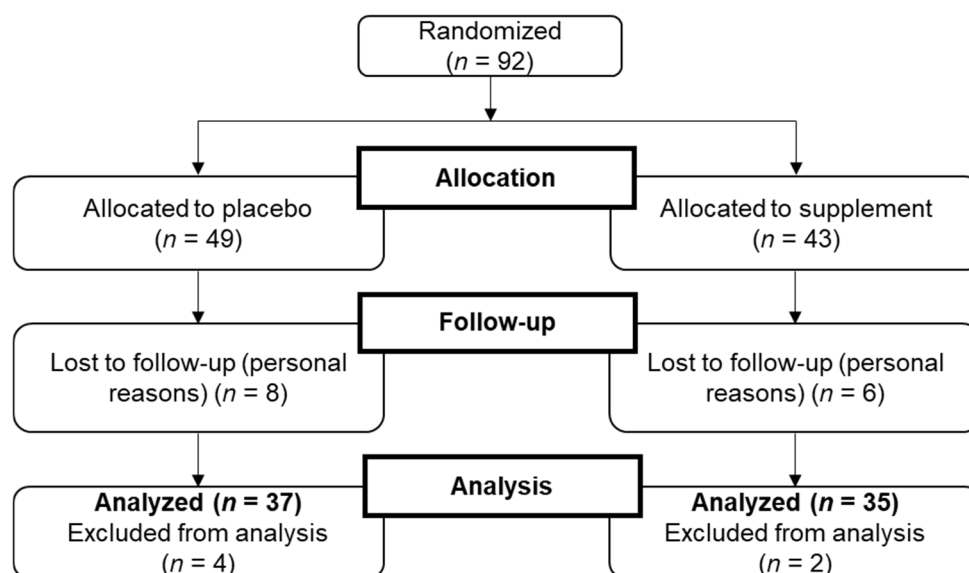 Randomized
(n = 92)
Allocation
Allocated to placebo
(n = 49)
Allocated to supplement
(n = 43)
Follow-up
Lost to follow-up (personal
reasons) (n = 8)
Lost to follow-up (personal
reasons) (n = 6)
Analysis
Analyzed (n = 37)
Excluded from analysis
(n = 4)
Analyzed (n = 35)
Excluded from analysis
(n = 2)